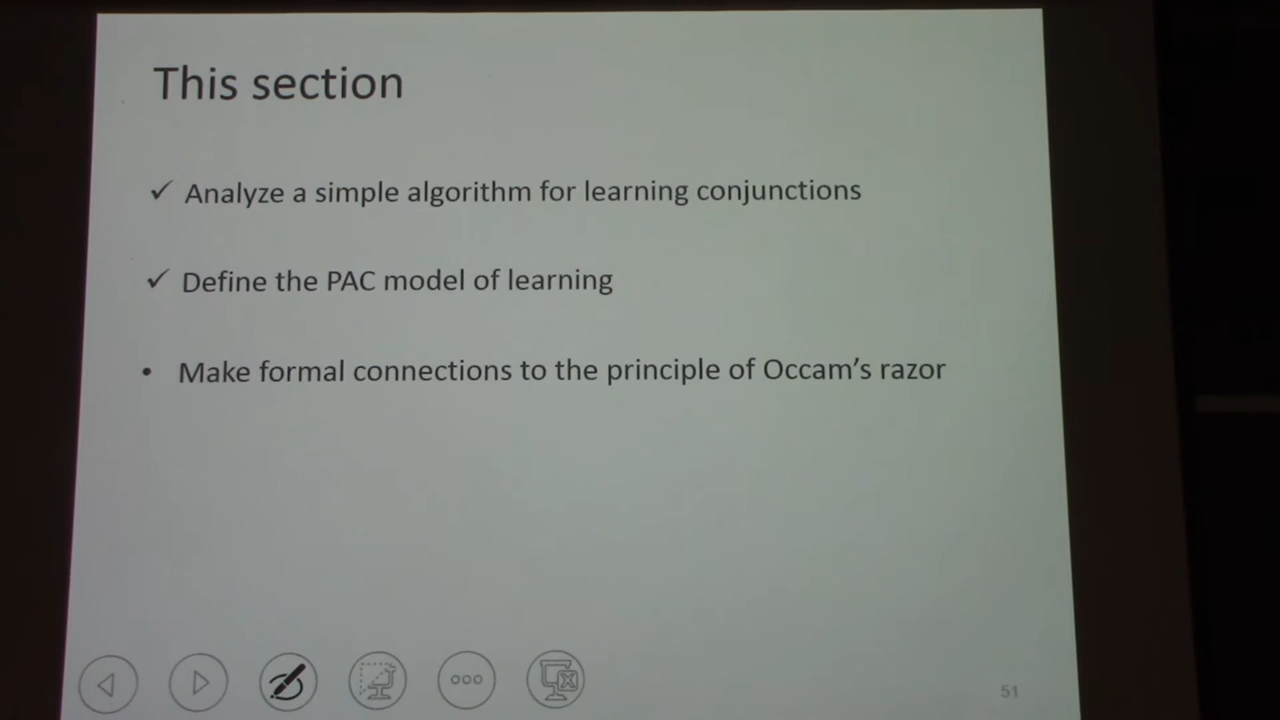 This section
✓ Analyze a simple algorithm for learning conjunctions
✓ Define the PAC model of learning
• Make formal connections to the principle of Occam’s razor
51